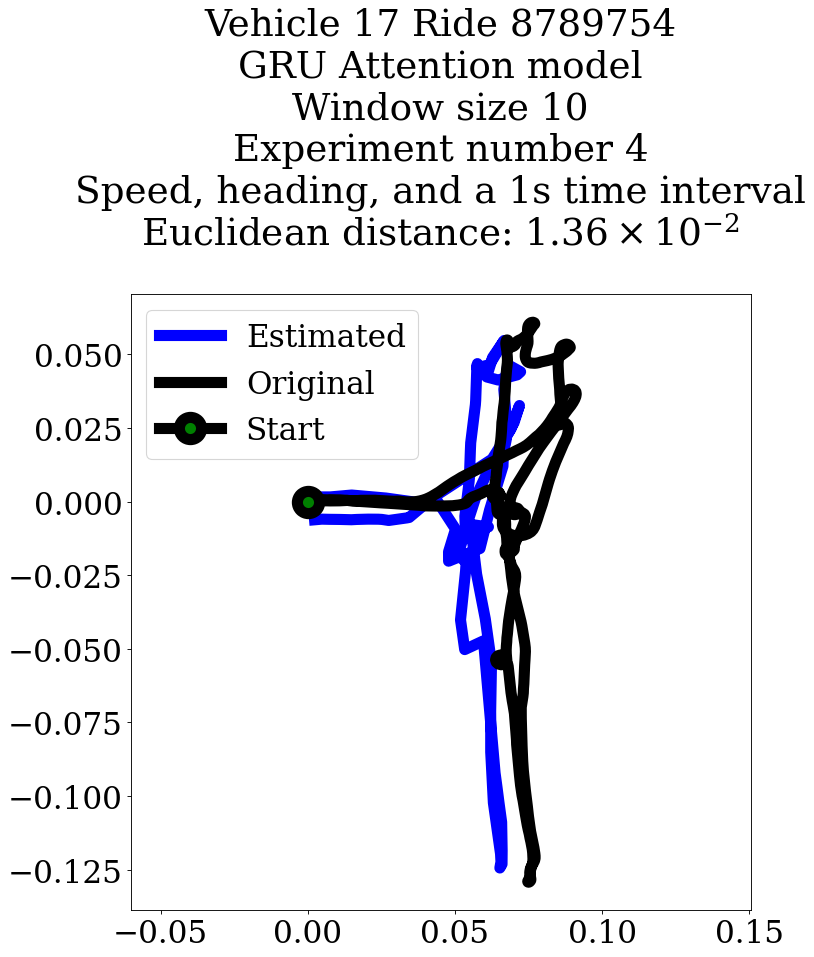 Vehicle 17 Ride 8789754
GRU Attention model
Window size 10
Experiment number 4
Speed, heading, and a 1s time interval
Euclidean distance: 1.36 × 10⁻²
Estimated
Original
Start
0.050
0.025
0.000
−0.025
−0.050
−0.075
−0.100
−0.125
−0.05 0.00 0.05 0.10 0.15